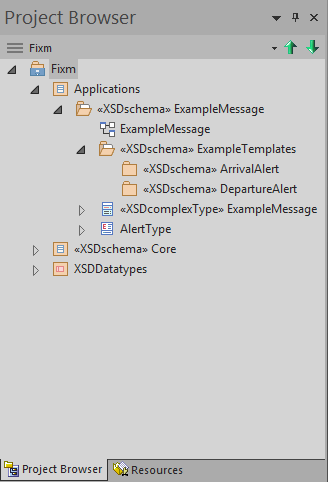 Project Browser
Fixm
Fixm
Applications
«XSDschema» ExampleMessage
ExampleMessage
«XSDschema» ExampleTemplates
«XSDschema» ArrivalAlert
«XSDschema» DepartureAlert
«XSDcomplexType» ExampleMessage
AlertType
«XSDschema» Core
XSDDatatypes
Project Browser Resources